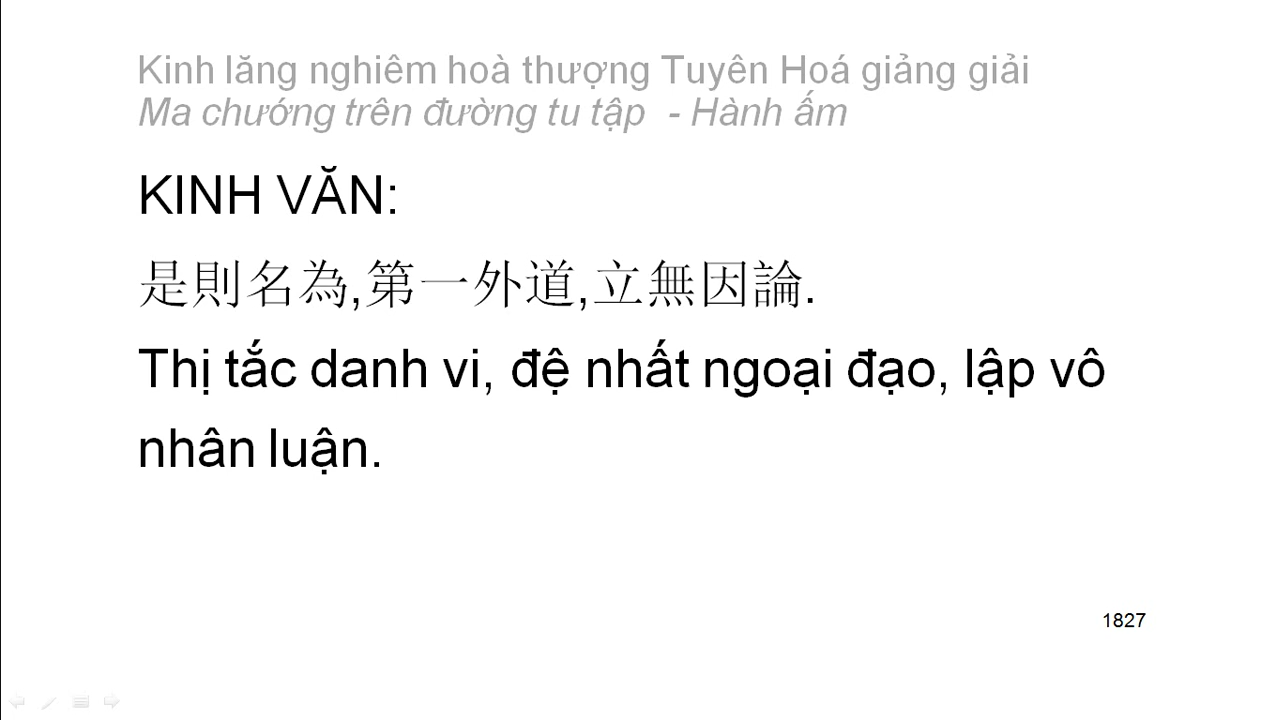 Kinh lăng nghiêm hoà thượng Tuyên Hoá giảng giải
Ma chướng trên đường tu tập - Hành ấm
KINH VĂN:
是則名為,第一外道,立無因論.
Thị tắc danh vi, đệ nhất ngoại đạo, lập vô
nhân luận.
1827